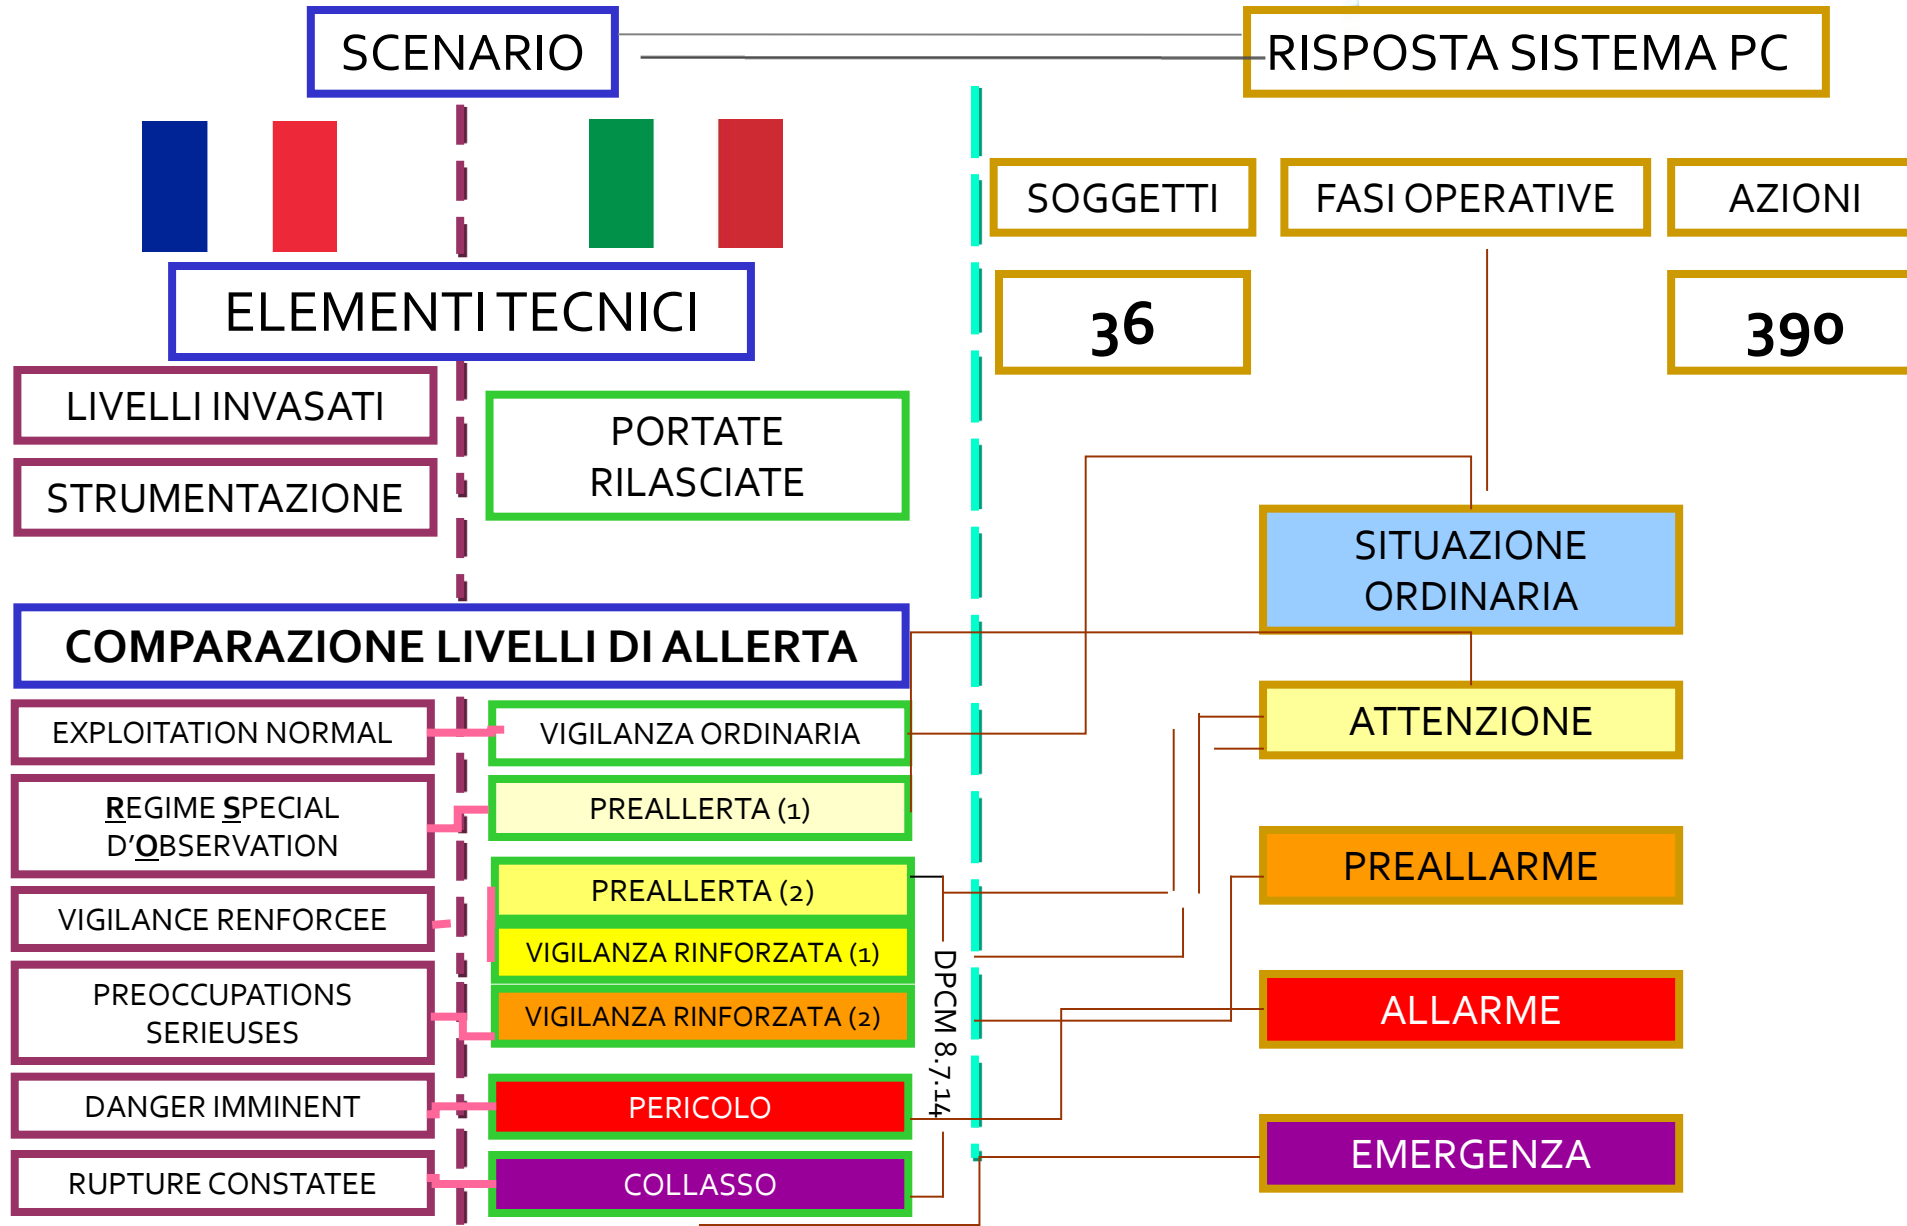 SCENARIO
RISPOSTA SISTEMA PC
SOGGETTI
FASI OPERATIVE
AZIONI
ELEMENTI TECNICI
36
390
LIVELLI INVASATI
STRUMENTAZIONE
PORTATE
RILASCIATE
SITUAZIONE
ORDINARIA
COMPARAZIONE LIVELLI DI ALLERTA
EXPLOITATION NORMAL
VIGILANZA ORDINARIA
ATTENZIONE
REGIME SPECIAL
D'OBSERVATION
PREALLERTA (1)
VIGILANCE RENFORCEE
PREALLERTA (2)
VIGILANZA RINFORZATA (1)
PREALLARME
PREOCCUPATIONS
SERIEUSES
VIGILANZA RINFORZATA (2)
DPCM 8.7.14
ALLARME
DANGER IMMINENT
PERICOLO
RUPTURE CONSTATEE
COLLASSO
EMERGENZA